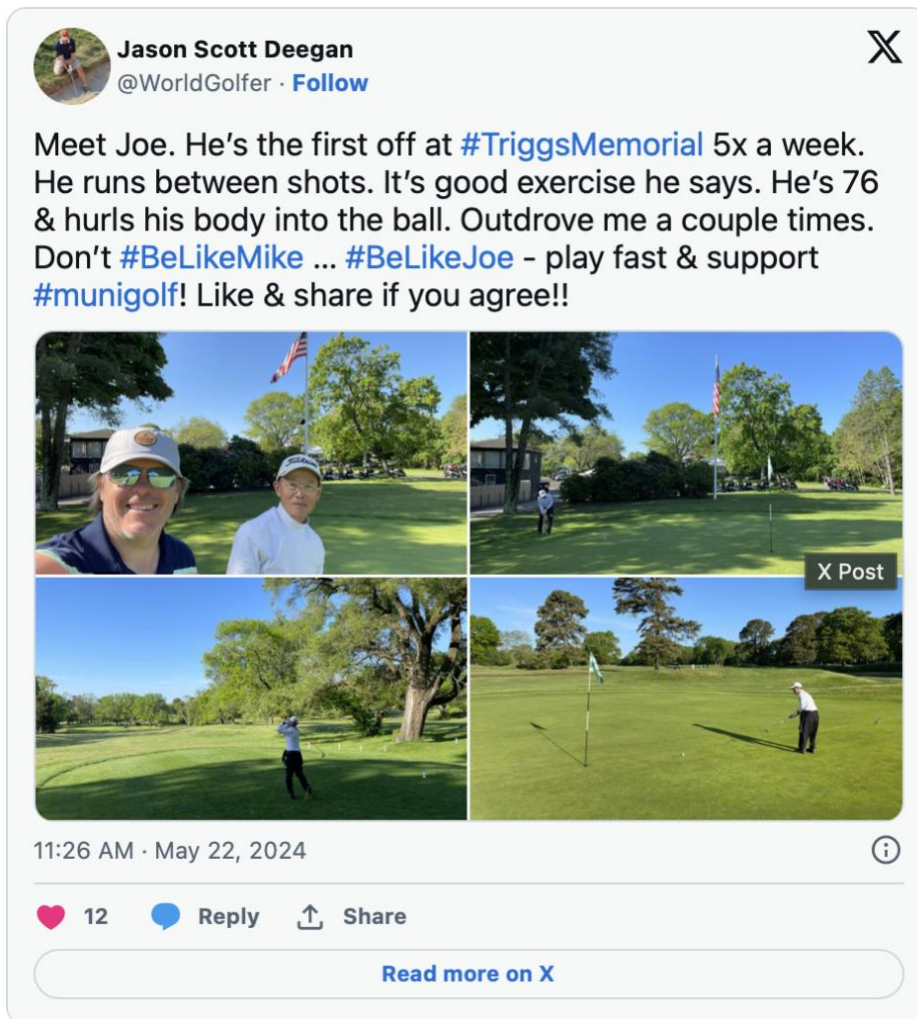 Jason Scott Deegan
@WorldGolfer · Follow
Meet Joe. He’s the first off at #TriggsMemorial 5x a week.
He runs between shots. It’s good exercise he says. He’s 76
& hurls his body into the ball. Outdrove me a couple times.
Don’t #BeLikeMike ... #BeLikeJoe - play fast & support
#munigolf! Like & share if you agree!!
Titleist
X Post
11:26 AM · May 22, 2024
12
Reply
Share
Read more on X